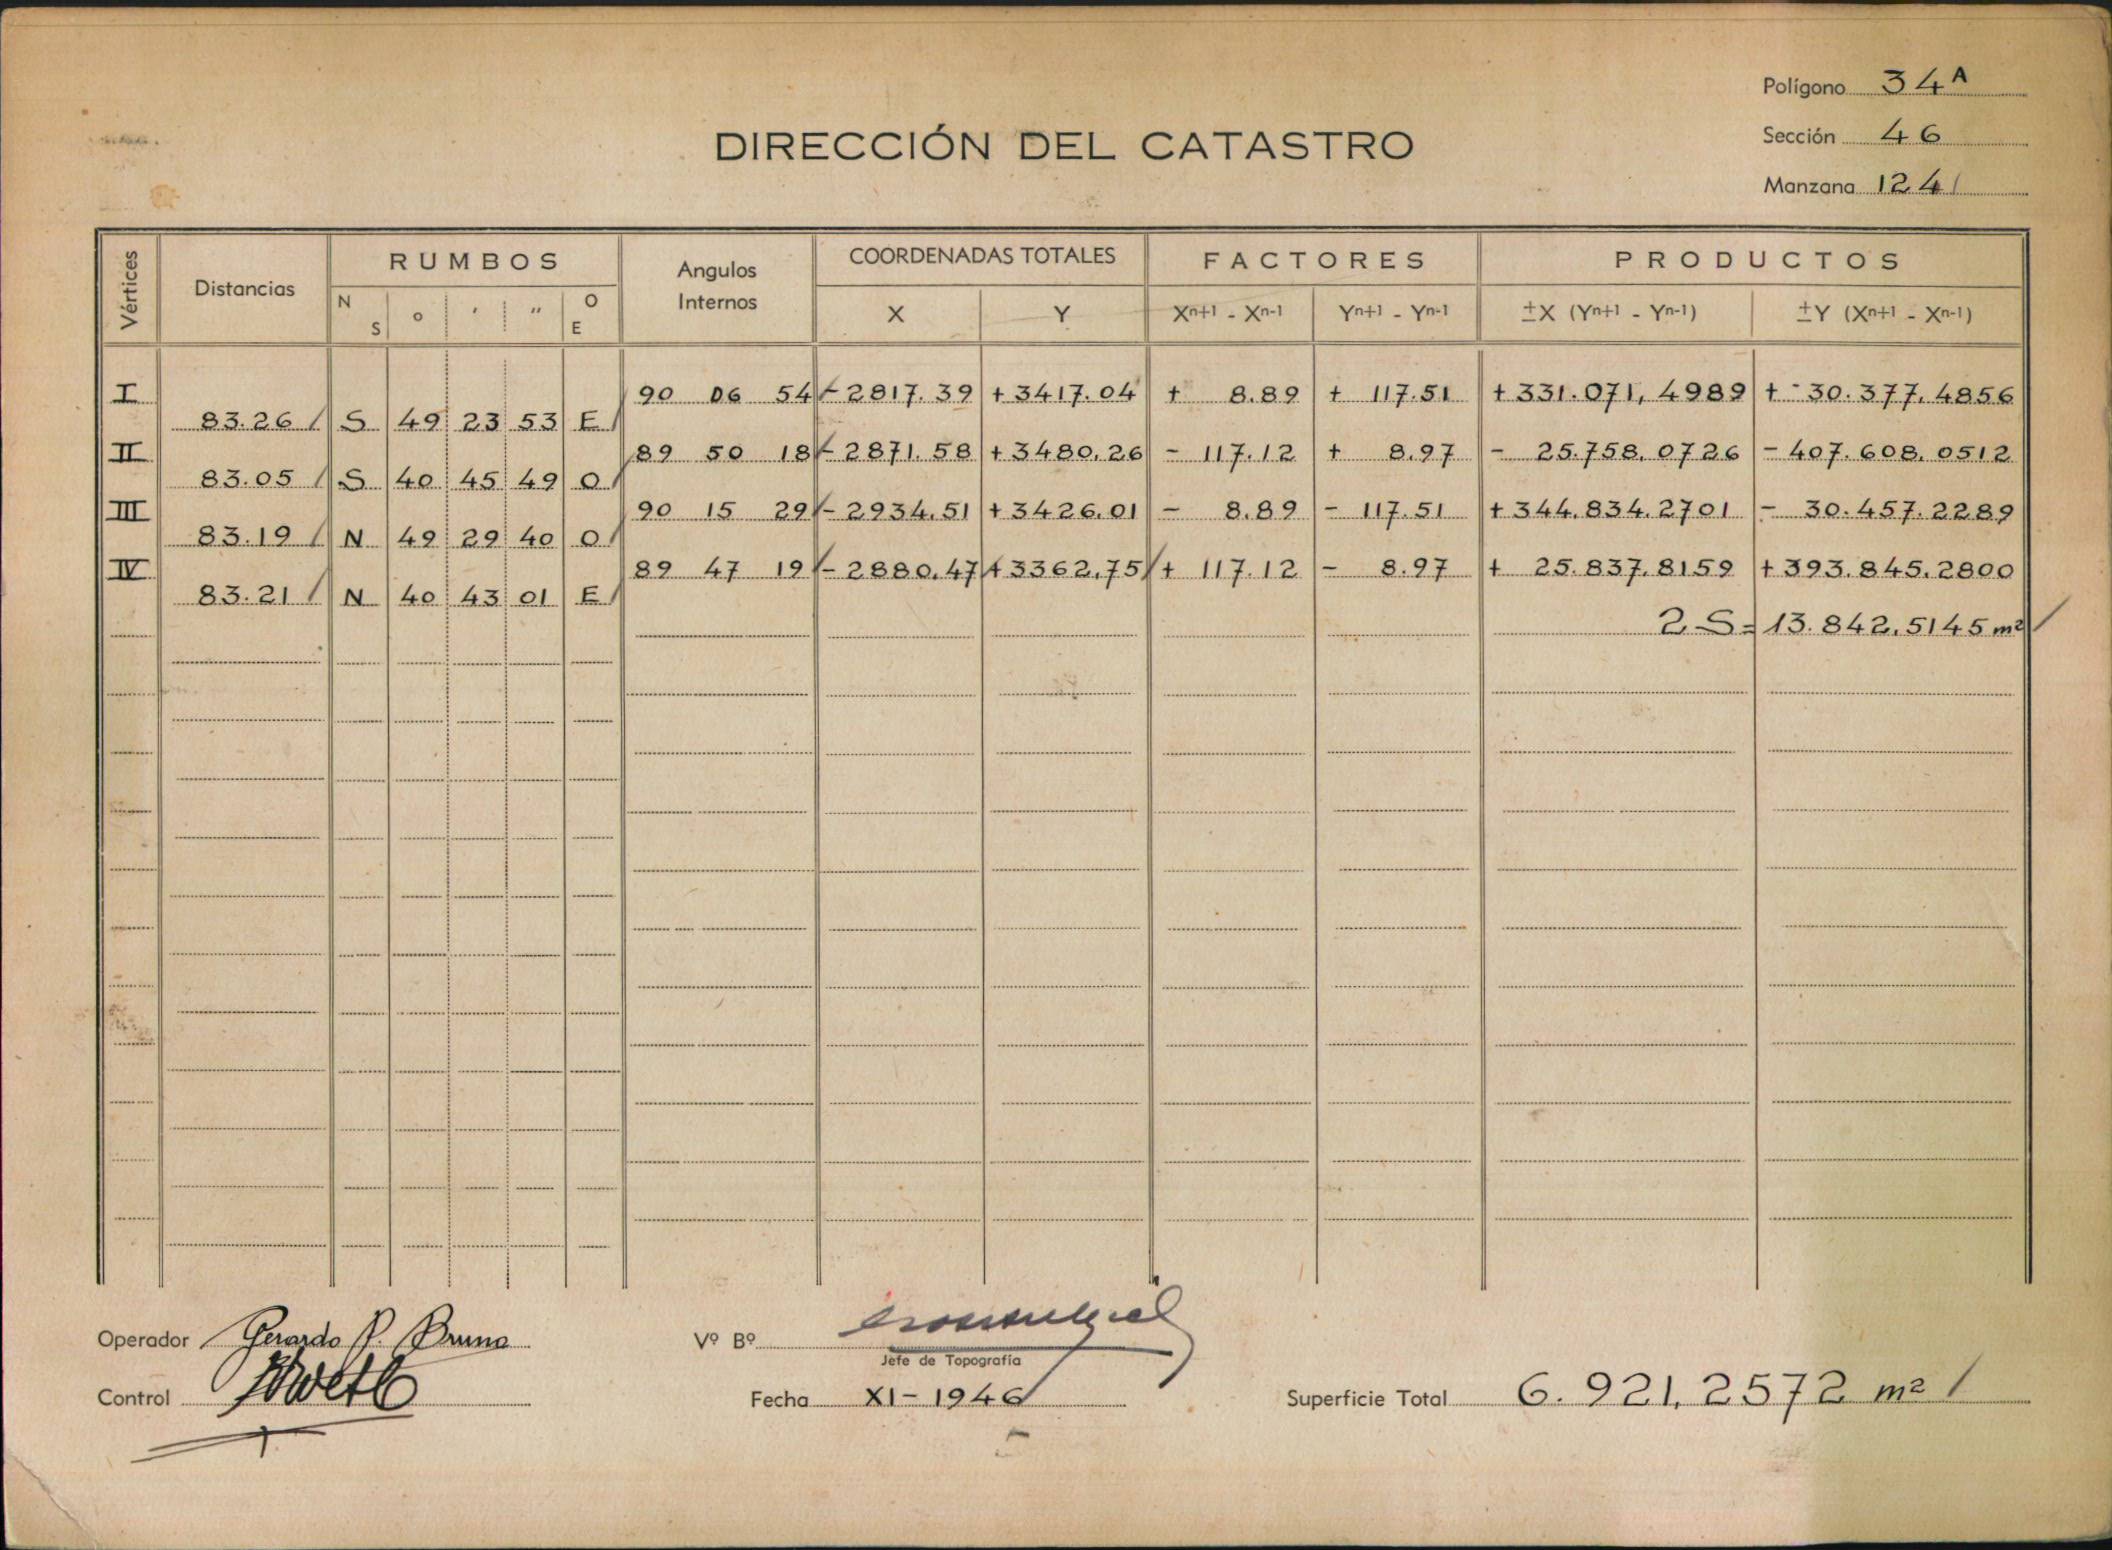 Polígono 34A
DIRECCIÓN DEL CATASTRO
Sección 46
Manzana 124
Vértices Distancias RUMBOS Angulos Internos COORDENADAS TOTALES FACTORES PRODUCTOS
N S ° ' " O E X Y Xn+1 - Xn-1 Yn+1 - Yn-1 ±X (Yn+1 - Yn-1) ±Y (Xn+1 - Xn-1)
I 90 06 54 - 2817.39 + 3417.04 + 8.89 + 117.51 + 331.071,4989 + 30.377.4856
83.26 S 49 23 53 E
II 89 50 18 - 2871.58 + 3480.26 - 117.12 + 8.97 - 25.758.0726 - 407.608.0512
83.05 S 40 45 49 O
III 90 15 29 - 2934.51 + 3426.01 - 8.89 - 117.51 + 344.834.2701 - 30.457.2289
83.19 N 49 29 40 O
IV 89 47 19 - 2880.47 + 3362.75 + 117.12 - 8.97 + 25.837.8159 + 393.845.2800
83.21 N 40 43 01 E
2 S = 13.842.5145 m²
Operador Gerardo P. Bruno
Vº Bº
Jefe de Topografía
Control
Fecha XI - 1946
Superficie Total 6.921.2572 m²